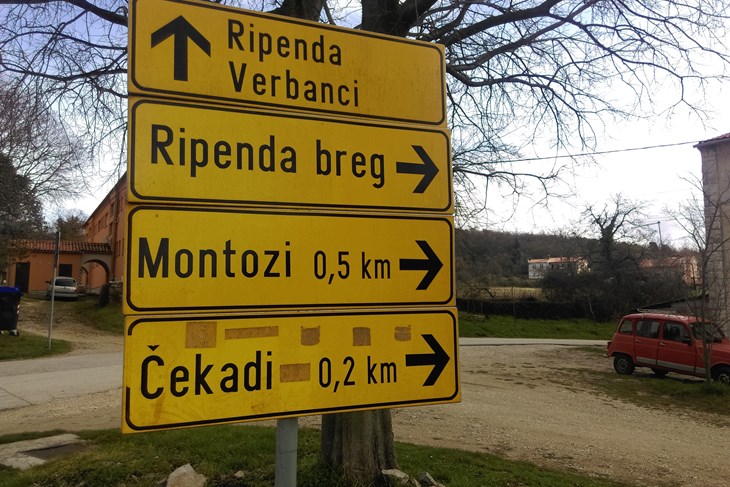 Ripenda
Verbanci
Ripenda breg
Montozi 0,5 km
Čekadi 0,2 km